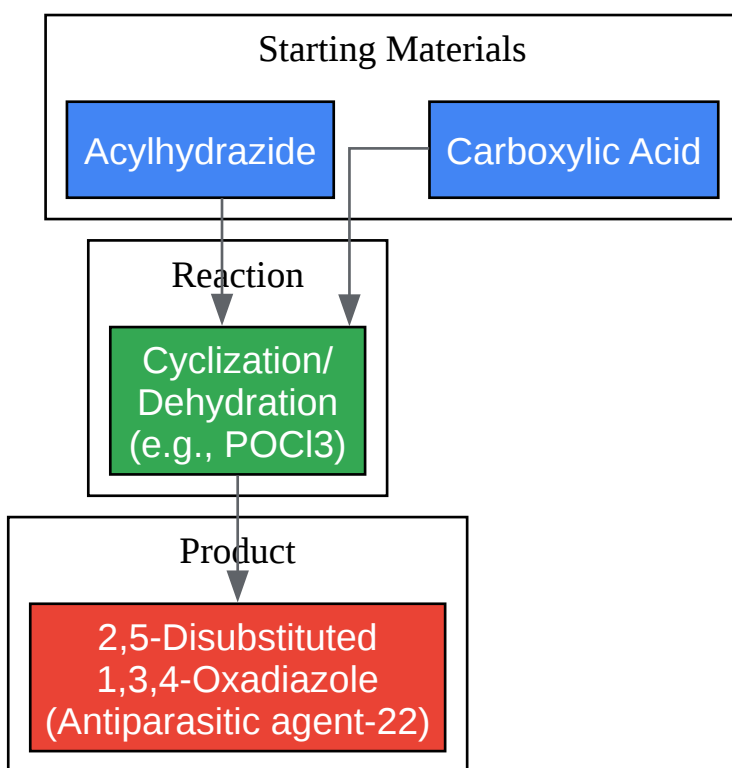 Starting Materials
Acylhydrazide
Carboxylic Acid
Reaction
Cyclization/
Dehydration
(e.g., POCl3)
Product
2,5-Disubstituted
1,3,4-Oxadiazole
(Antiparasitic agent-22)